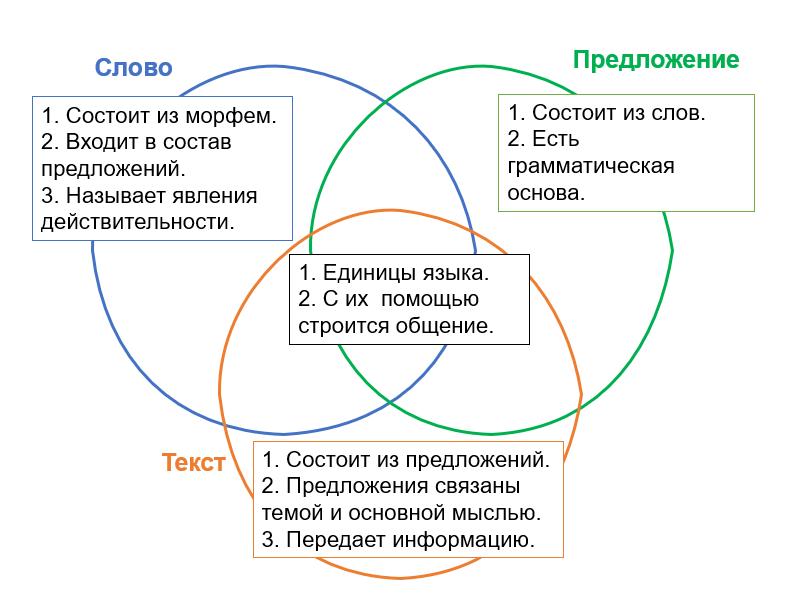 Слово
Предложение
1. Состоит из морфем.
2. Входит в состав
предложений.
3. Называет явления
действительности.
1. Состоит из слов.
2. Есть
грамматическая
основа.
1. Единицы языка.
2. С их  помощью
строится общение.
Текст
1. Состоит из предложений.
2. Предложения связаны
темой и основной мыслью.
3. Передает информацию.